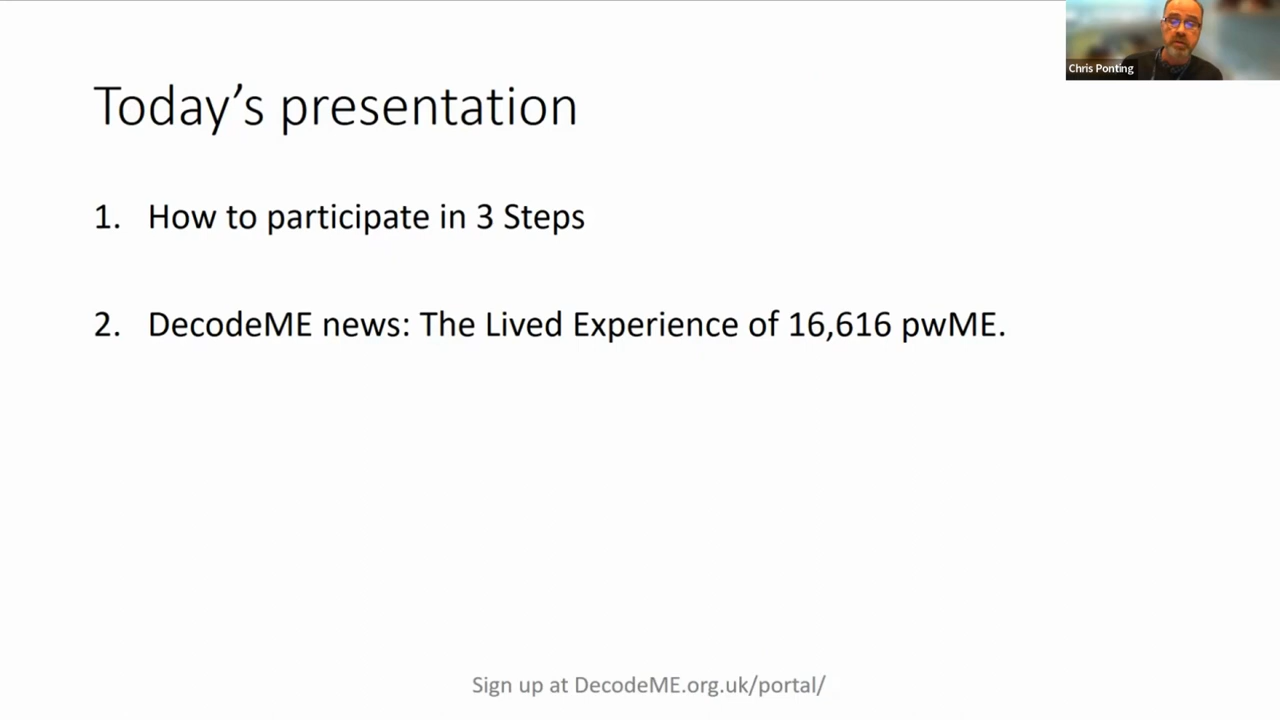 Chris Ponting
Today’s presentation
1. How to participate in 3 Steps
2. DecodeME news: The Lived Experience of 16,616 pwME.
Sign up at DecodeME.org.uk/portal/